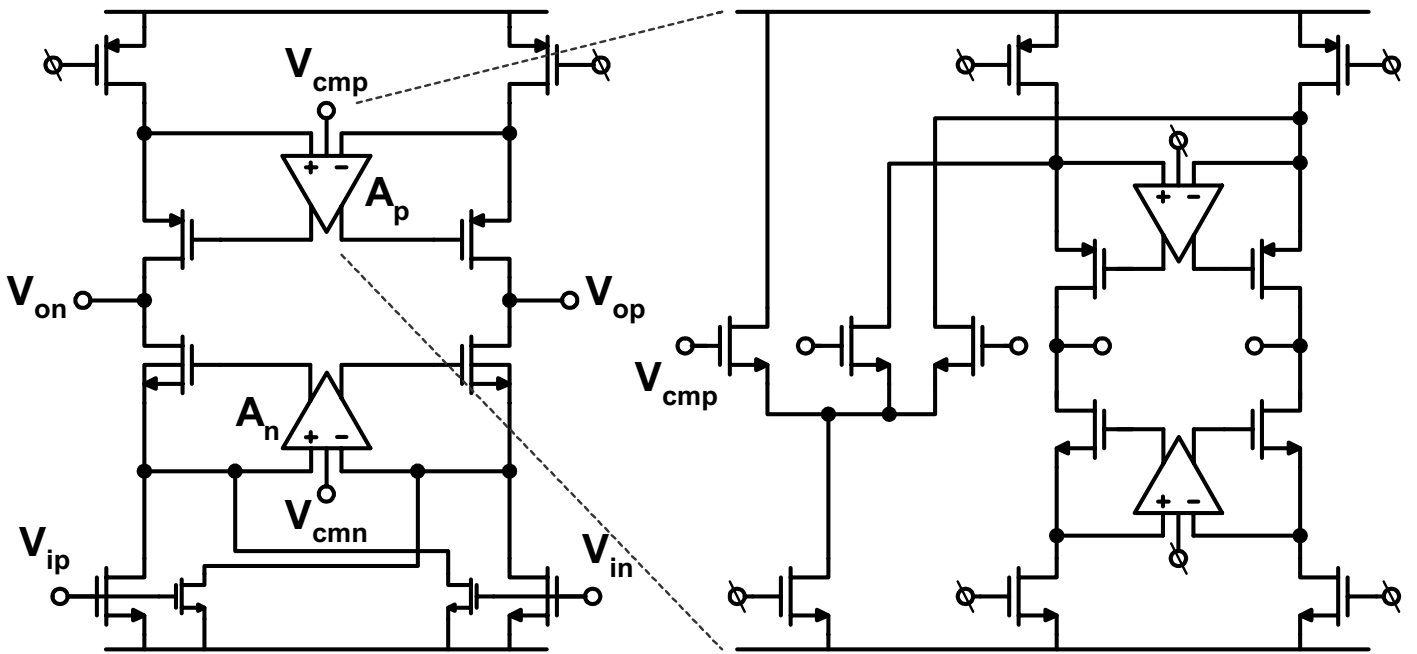 Vcmp
+ −
Ap
Von
Vop
An
+ −
Vcmn
Vip
Vin
+ −
Vcmp
+ −